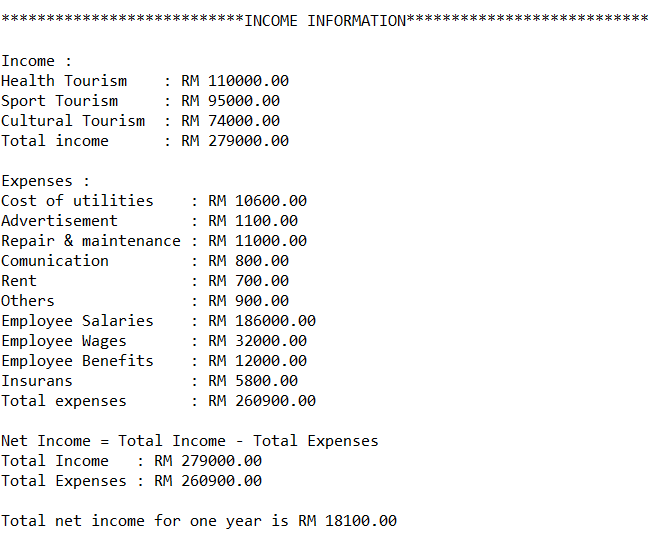 ***************************INCOME INFORMATION***************************
Income :
Health Tourism    : RM 110000.00
Sport Tourism     : RM 95000.00
Cultural Tourism  : RM 74000.00
Total income      : RM 279000.00
Expenses :
Cost of utilities    : RM 10600.00
Advertisement        : RM 1100.00
Repair & maintenance : RM 11000.00
Comunication         : RM 800.00
Rent                 : RM 700.00
Others               : RM 900.00
Employee Salaries    : RM 186000.00
Employee Wages       : RM 32000.00
Employee Benefits    : RM 12000.00
Insurans             : RM 5800.00
Total expenses       : RM 260900.00
Net Income = Total Income - Total Expenses
Total Income   : RM 279000.00
Total Expenses : RM 260900.00
Total net income for one year is RM 18100.00